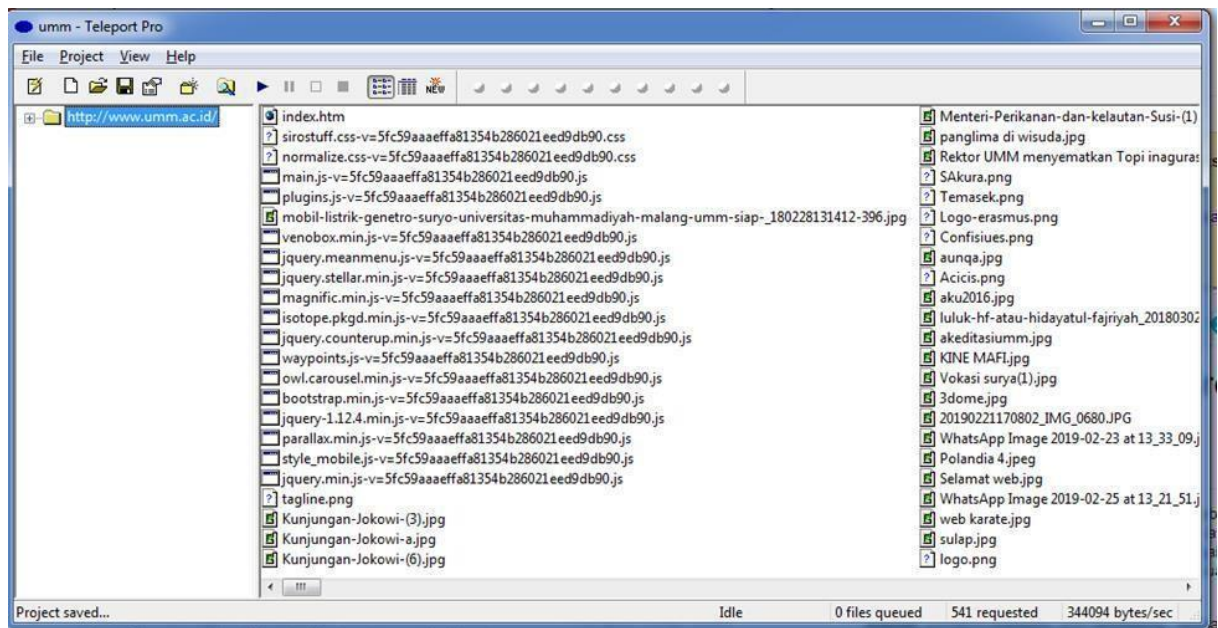 umm - Teleport Pro
File Project View Help
NEW
http://www.umm.ac.id/
index.htm
sirostuff.css-v=5fc59aaaeffa81354b286021eed9db90.css
normalize.css-v=5fc59aaaeffa81354b286021eed9db90.css
main.js-v=5fc59aaaeffa81354b286021eed9db90.js
plugins.js-v=5fc59aaaeffa81354b286021eed9db90.js
mobil-listrik-genetro-suryo-universitas-muhammadiyah-malang-umm-siap-_180228131412-396.jpg
venobox.min.js-v=5fc59aaaeffa81354b286021eed9db90.js
jquery.meanmenu.js-v=5fc59aaaeffa81354b286021eed9db90.js
jquery.stellar.min.js-v=5fc59aaaeffa81354b286021eed9db90.js
magnific.min.js-v=5fc59aaaeffa81354b286021eed9db90.js
isotope.pkgd.min.js-v=5fc59aaaeffa81354b286021eed9db90.js
jquery.counterup.min.js-v=5fc59aaaeffa81354b286021eed9db90.js
waypoints.js-v=5fc59aaaeffa81354b286021eed9db90.js
owl.carousel.min.js-v=5fc59aaaeffa81354b286021eed9db90.js
bootstrap.min.js-v=5fc59aaaeffa81354b286021eed9db90.js
jquery-1.12.4.min.js-v=5fc59aaaeffa81354b286021eed9db90.js
parallax.min.js-v=5fc59aaaeffa81354b286021eed9db90.js
style_mobile.js-v=5fc59aaaeffa81354b286021eed9db90.js
jquery.min.js-v=5fc59aaaeffa81354b286021eed9db90.js
tagline.png
Kunjungan-Jokowi-(3).jpg
Kunjungan-Jokowi-a.jpg
Kunjungan-Jokowi-(6).jpg
Menteri-Perikanan-dan-kelautan-Susi-(1)
panglima di wisuda.jpg
Rektor UMM menyematkan Topi inaguras
SAkura.png
Temasek.png
Logo-erasmus.png
Confisiues.png
aunqa.jpg
Acicis.png
aku2016.jpg
luluk-hf-atau-hidayatul-fajriyah_20180302
akeditasiumm.jpg
KINE MAFI.jpg
Vokasi surya(1).jpg
3dome.jpg
20190221170802_IMG_0680.JPG
WhatsApp Image 2019-02-23 at 13_33_09.j
Polandia 4.jpeg
Selamat web.jpg
WhatsApp Image 2019-02-25 at 13_21_51.j
web karate.jpg
sulap.jpg
logo.png
Project saved... Idle 0 files queued 541 requested 344094 bytes/sec